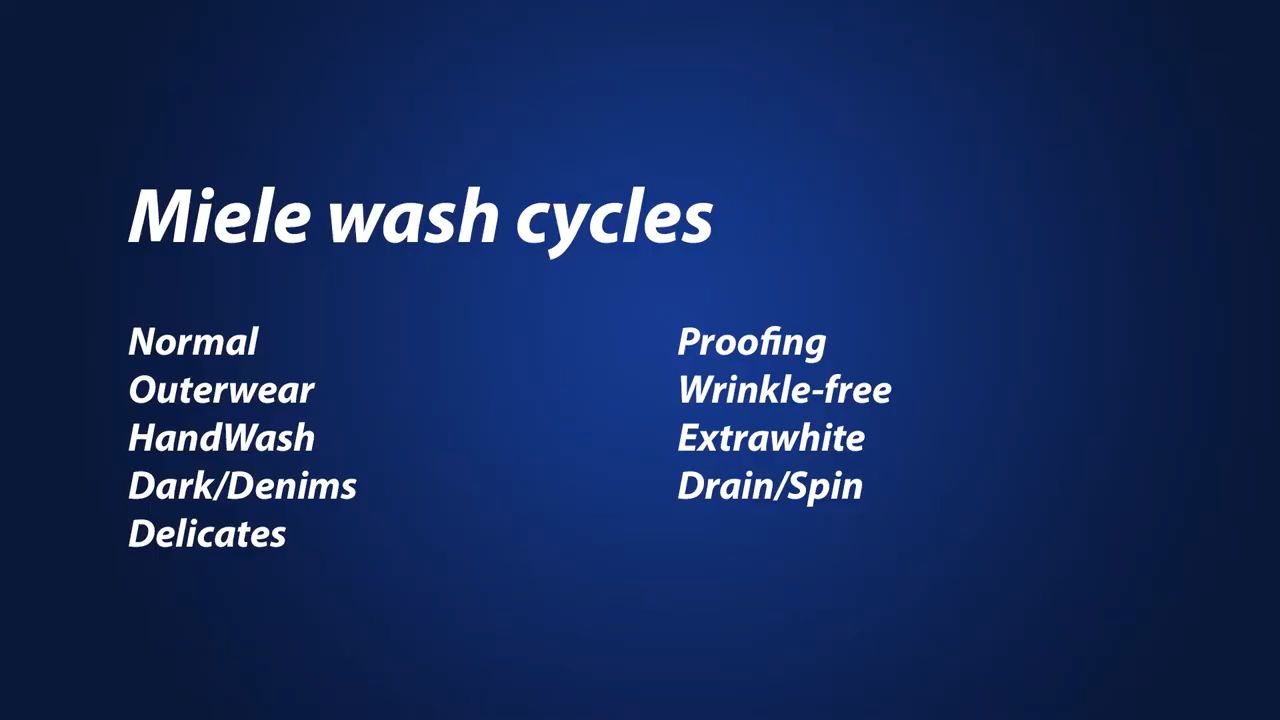 Miele wash cycles
Normal
Outerwear
HandWash
Dark/Denims
Delicates
Proofing
Wrinkle-free
Extrawhite
Drain/Spin